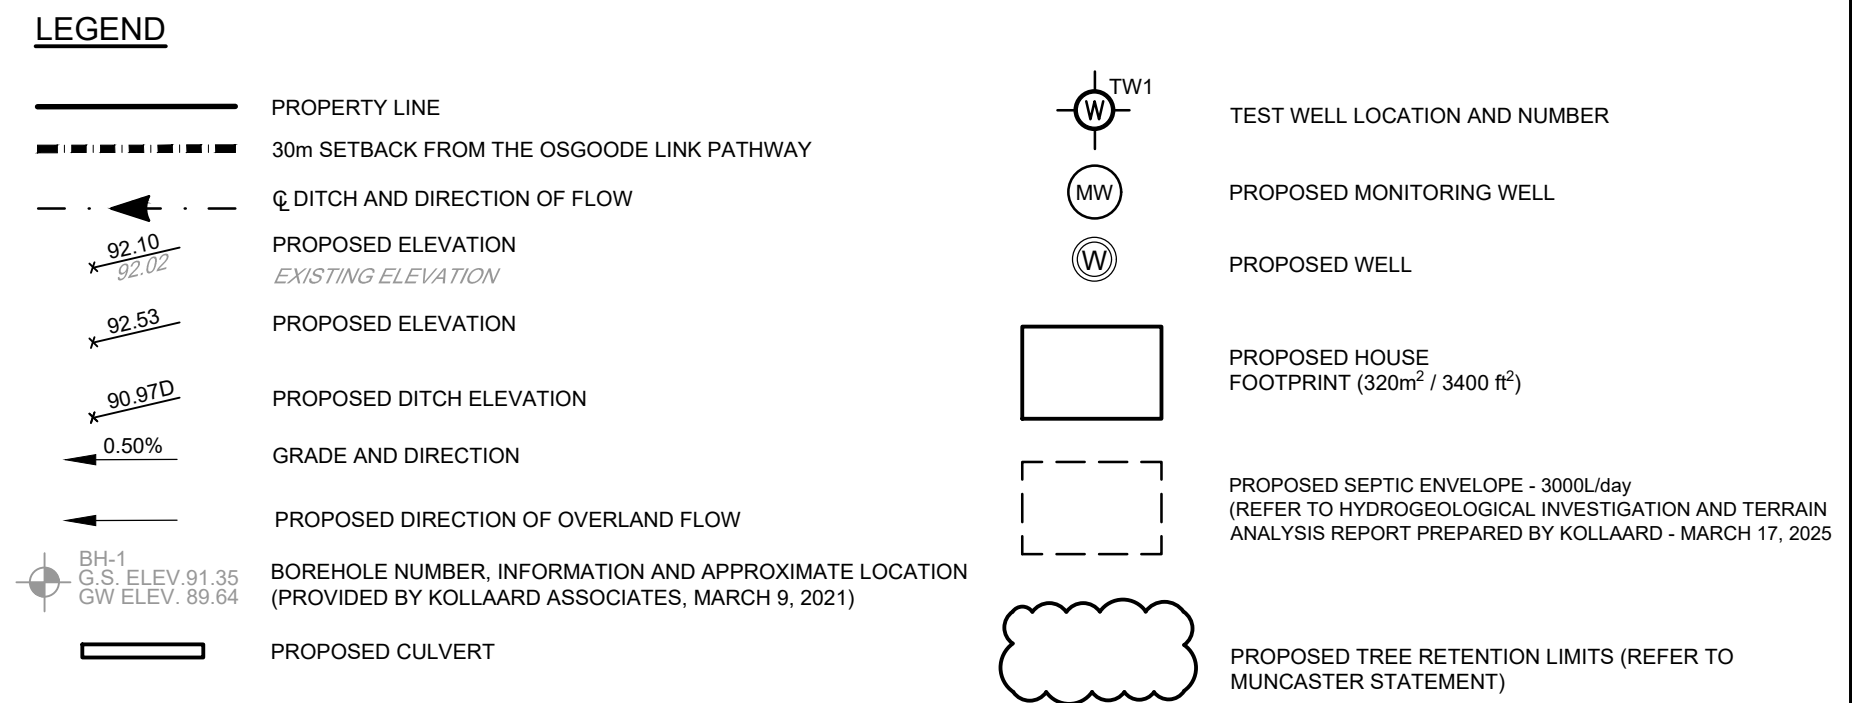 LEGEND
PROPERTY LINE
30m SETBACK FROM THE OSGOODE LINK PATHWAY
℄ DITCH AND DIRECTION OF FLOW
92.10
92.02
PROPOSED ELEVATION
EXISTING ELEVATION
92.53
PROPOSED ELEVATION
90.97D
PROPOSED DITCH ELEVATION
0.50%
GRADE AND DIRECTION
PROPOSED DIRECTION OF OVERLAND FLOW
BH-1
G.S. ELEV.91.35
GW ELEV. 89.64
BOREHOLE NUMBER, INFORMATION AND APPROXIMATE LOCATION
(PROVIDED BY KOLLAARD ASSOCIATES, MARCH 9, 2021)
PROPOSED CULVERT
TW1
W
TEST WELL LOCATION AND NUMBER
MW
PROPOSED MONITORING WELL
W
PROPOSED WELL
PROPOSED HOUSE
FOOTPRINT (320m² / 3400 ft²)
PROPOSED SEPTIC ENVELOPE - 3000L/day
(REFER TO HYDROGEOLOGICAL INVESTIGATION AND TERRAIN
ANALYSIS REPORT PREPARED BY KOLLAARD - MARCH 17, 2025
PROPOSED TREE RETENTION LIMITS (REFER TO
MUNCASTER STATEMENT)